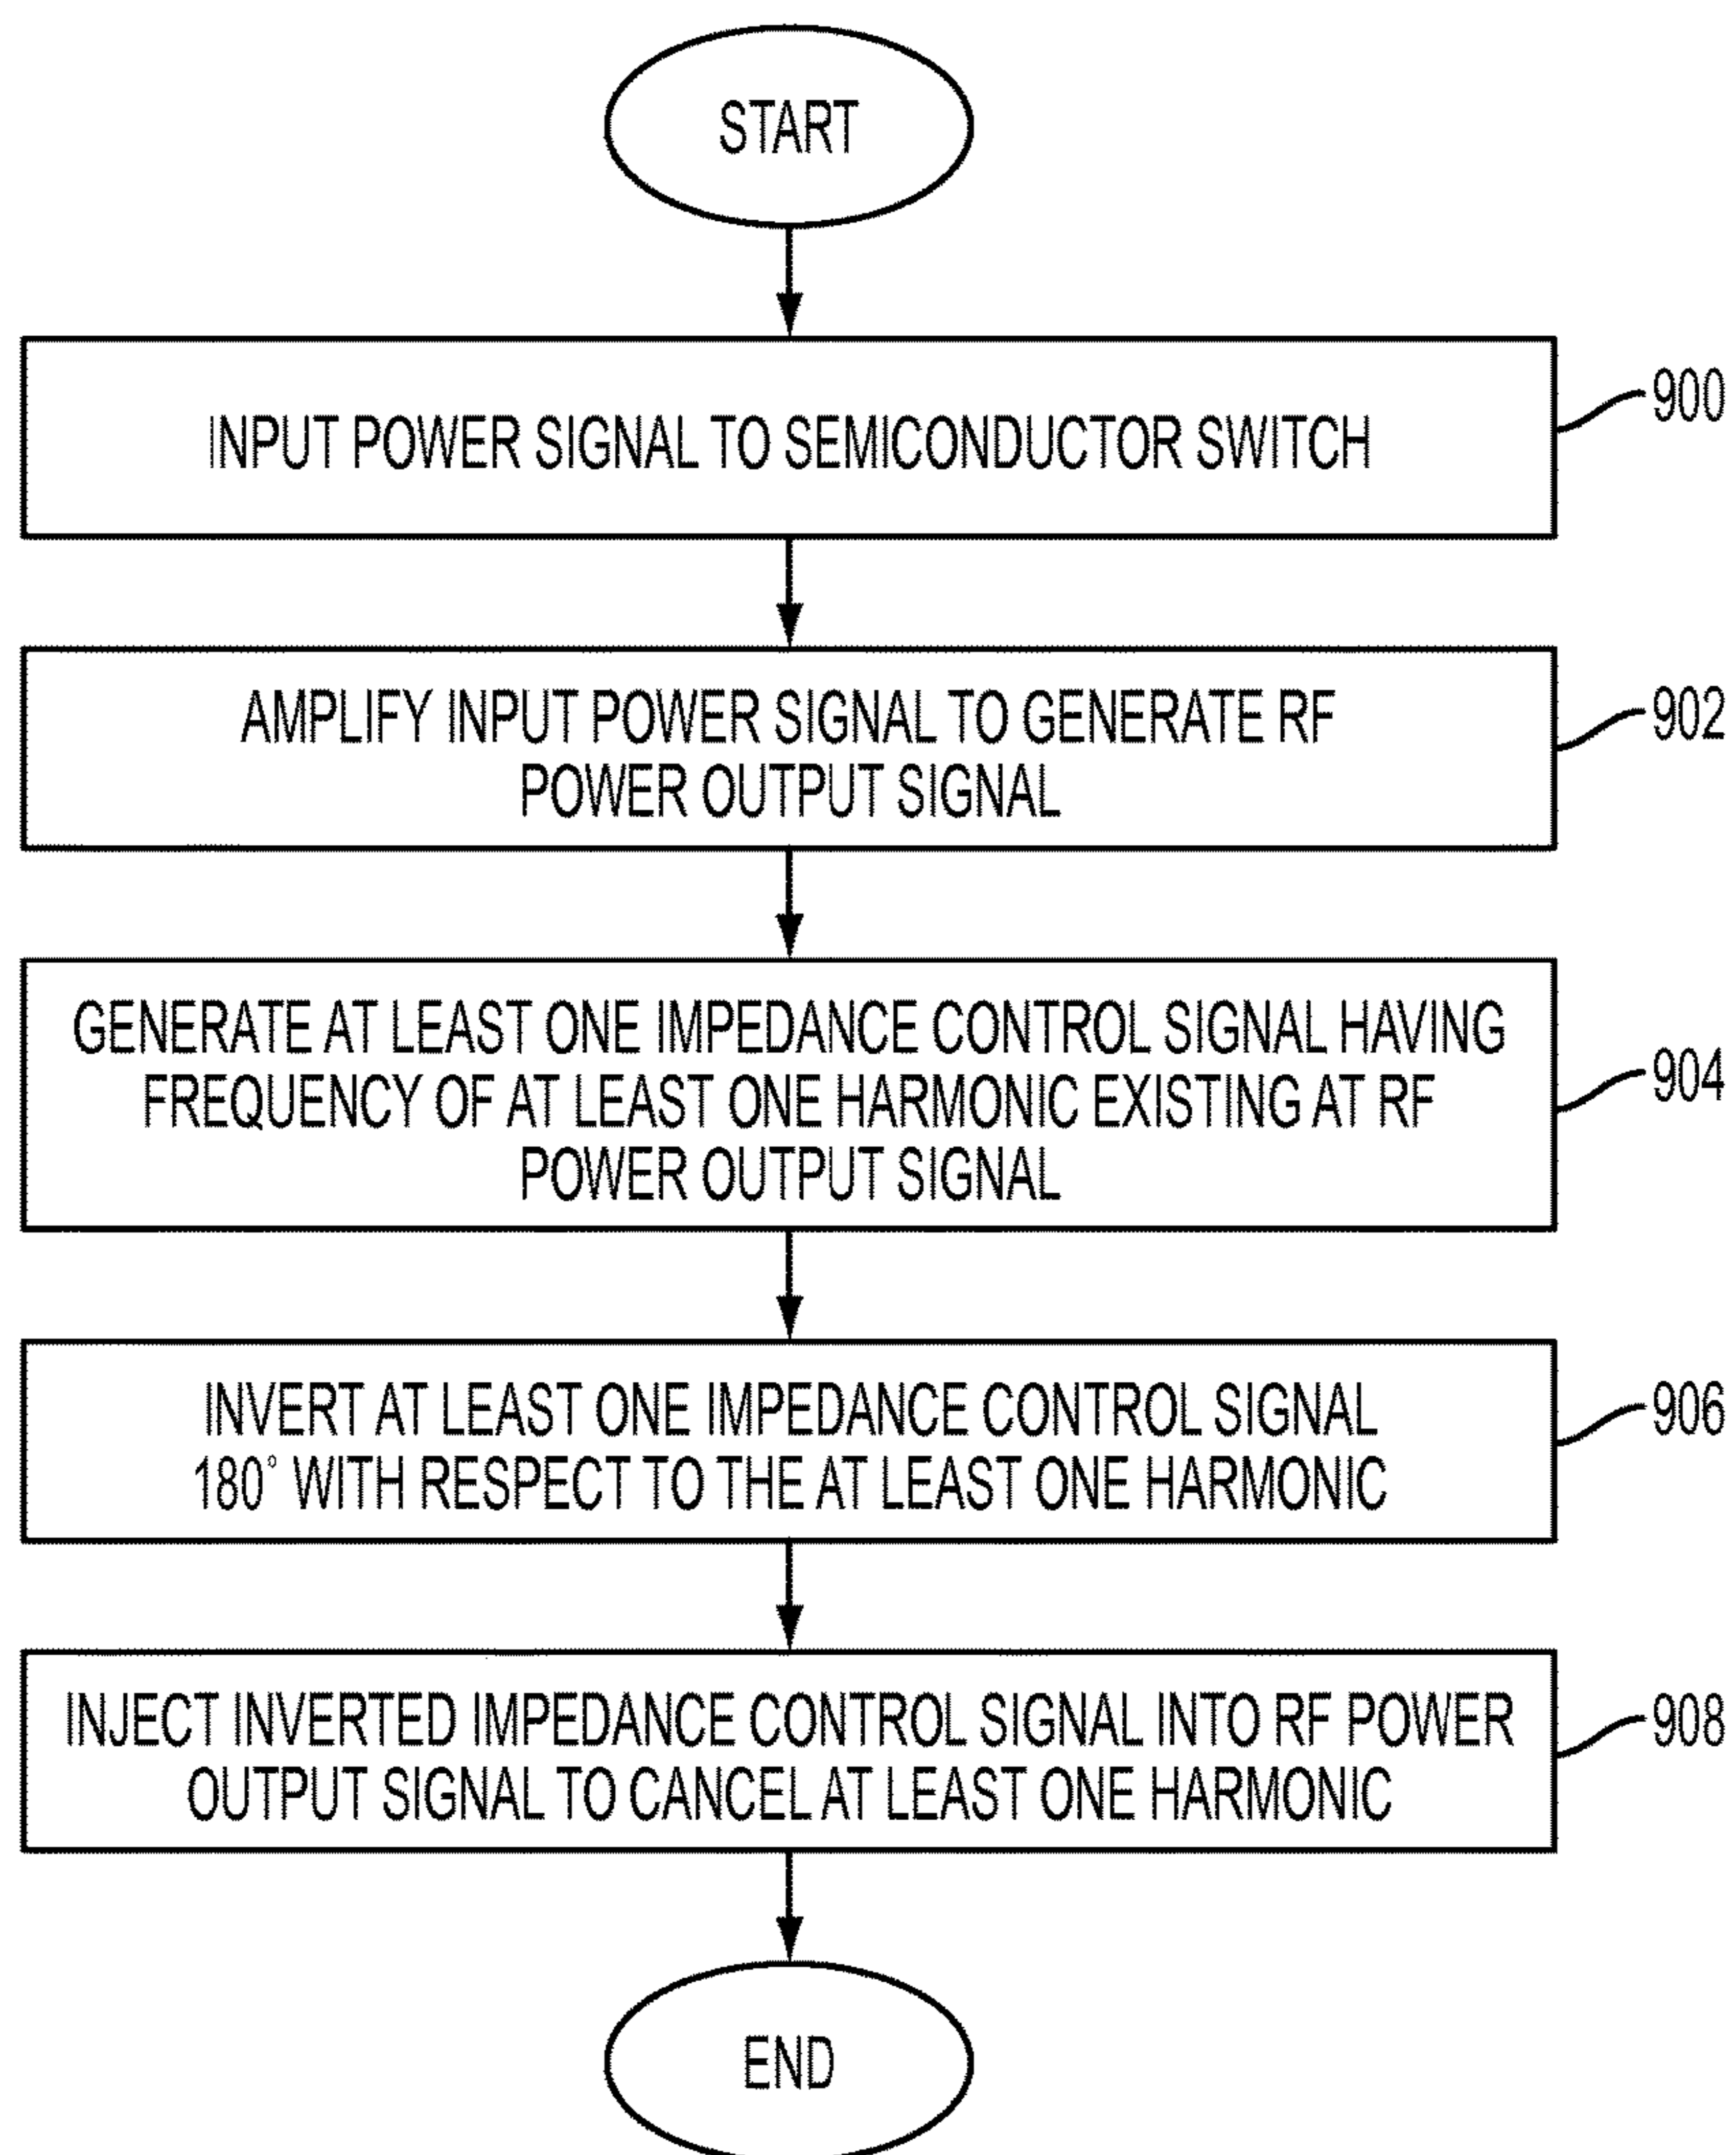 START
INPUT POWER SIGNAL TO SEMICONDUCTOR SWITCH
900
AMPLIFY INPUT POWER SIGNAL TO GENERATE RF
POWER OUTPUT SIGNAL
902
GENERATE AT LEAST ONE IMPEDANCE CONTROL SIGNAL HAVING
FREQUENCY OF AT LEAST ONE HARMONIC EXISTING AT RF
POWER OUTPUT SIGNAL
904
INVERT AT LEAST ONE IMPEDANCE CONTROL SIGNAL
180° WITH RESPECT TO THE AT LEAST ONE HARMONIC
906
INJECT INVERTED IMPEDANCE CONTROL SIGNAL INTO RF POWER
OUTPUT SIGNAL TO CANCEL AT LEAST ONE HARMONIC
908
END